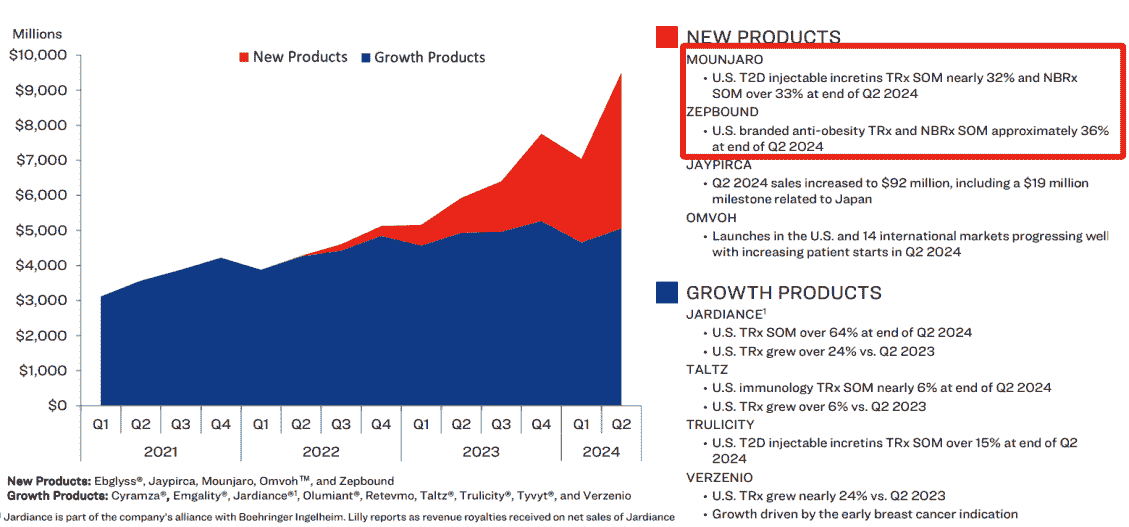 Millions
$10,000
$9,000
$8,000
$7,000
$6,000
$5,000
$4,000
$3,000
$2,000
$1,000
$0
New Products Growth Products
Q1 Q2 Q3 Q4 Q1 Q2 Q3 Q4 Q1 Q2 Q3 Q4 Q1 Q2
2021 2022 2023 2024
New Products: Ebglyss®, Jaypirca, Mounjaro, Omvoh™, and Zepbound
Growth Products: Cyramza®, Emgality®, Jardiance®¹, Olumiant®, Retevmo, Taltz®, Trulicity®, Tyvyt®, and Verzenio
¹ Jardiance is part of the company's alliance with Boehringer Ingelheim. Lilly reports as revenue royalties received on net sales of Jardiance
NEW PRODUCTS
MOUNJARO
• U.S. T2D injectable incretins TRx SOM nearly 32% and NBRx
SOM over 33% at end of Q2 2024
ZEPBOUND
• U.S. branded anti-obesity TRx and NBRx SOM approximately 36%
at end of Q2 2024
JAYPIRCA
• Q2 2024 sales increased to $92 million, including a $19 million
milestone related to Japan
OMVOH
• Launches in the U.S. and 14 international markets progressing well
with increasing patient starts in Q2 2024
GROWTH PRODUCTS
JARDIANCE¹
• U.S. TRx SOM over 64% at end of Q2 2024
• U.S. TRx grew over 24% vs. Q2 2023
TALTZ
• U.S. immunology TRx SOM nearly 6% at end of Q2 2024
• U.S. TRx grew over 6% vs. Q2 2023
TRULICITY
• U.S. T2D injectable incretins TRx SOM over 15% at end of Q2
2024
VERZENIO
• U.S. TRx grew nearly 24% vs. Q2 2023
• Growth driven by the early breast cancer indication